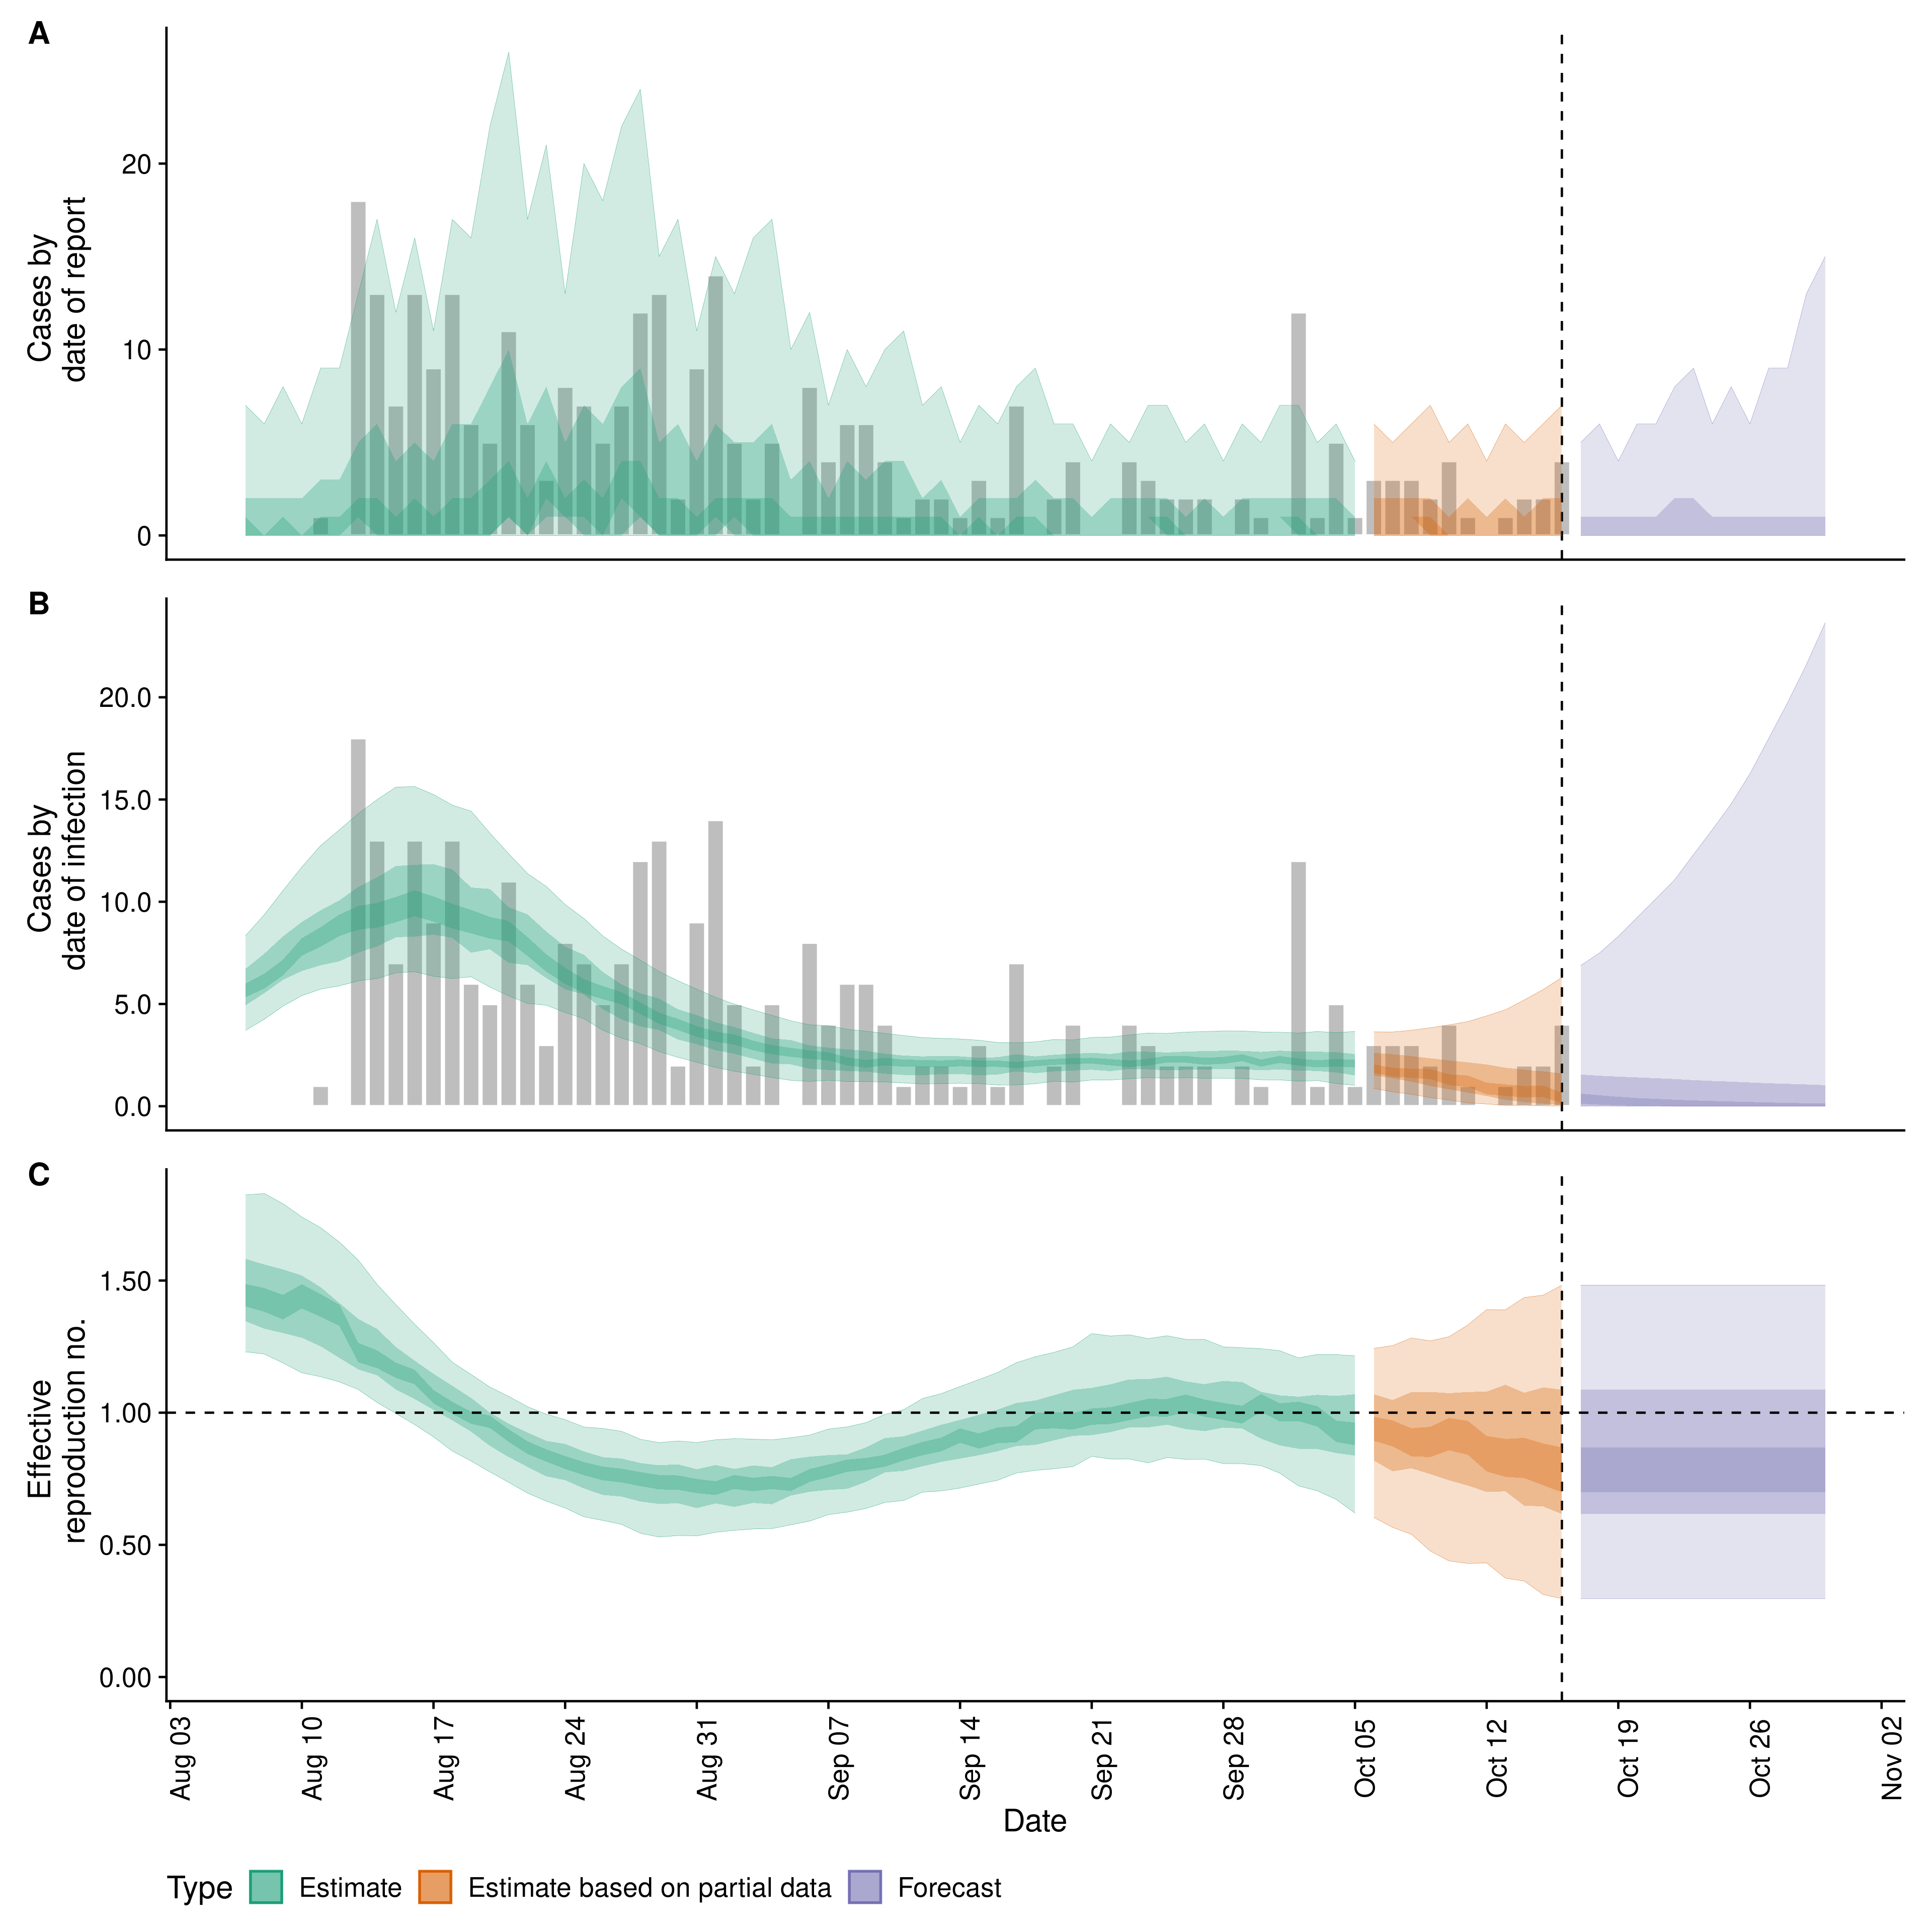 A
Cases by
date of report
20
10
0
B
Cases by
date of infection
20.0
15.0
10.0
5.0
0.0
C
Effective
reproduction no.
1.50
1.00
0.50
0.00
Aug 03
Aug 10
Aug 17
Aug 24
Aug 31
Sep 07
Sep 14
Sep 21
Sep 28
Oct 05
Oct 12
Oct 19
Oct 26
Nov 02
Date
Type Estimate Estimate based on partial data Forecast